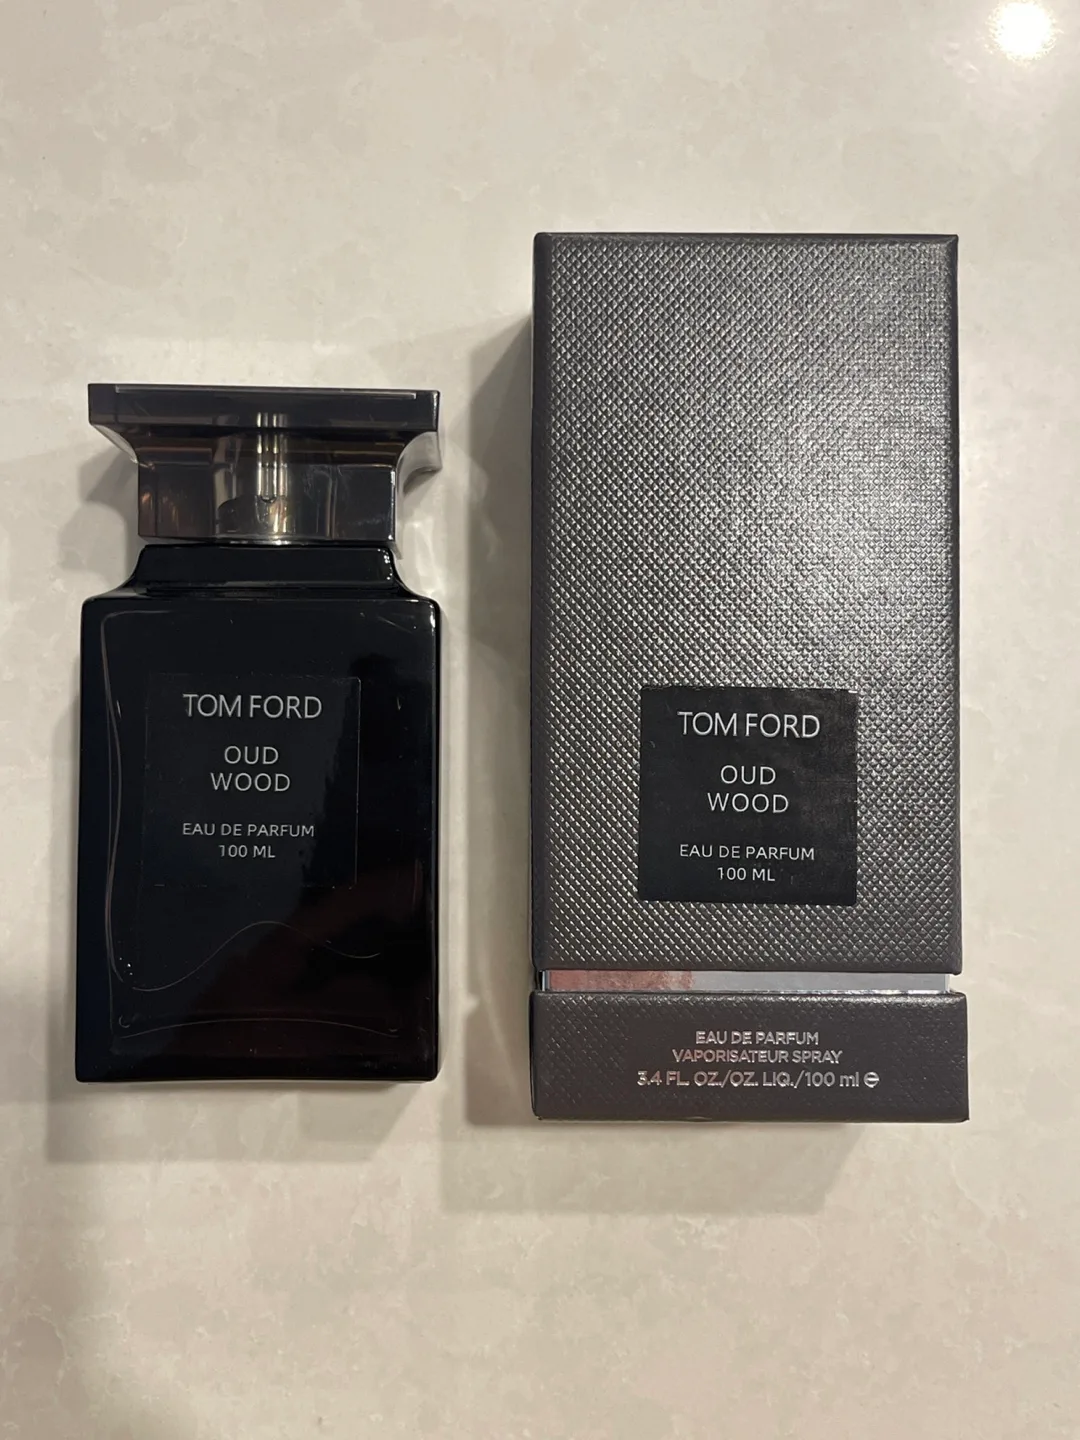 TOM FORD
OUD
WOOD
EAU DE PARFUM
100 ML
TOM FORD
OUD
WOOD
EAU DE PARFUM
100 ML
EAU DE PARFUM
VAPORISATEUR SPRAY
3.4 FL. OZ./OZ. LIQ./100 ml ℮